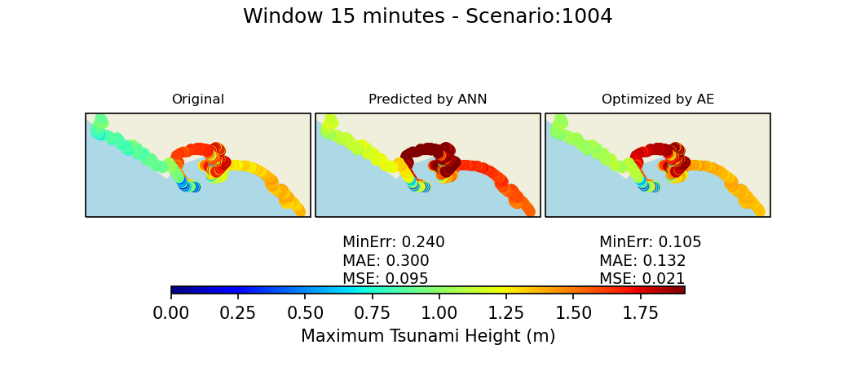 Window 15 minutes - Scenario:1004
Original
Predicted by ANN
Optimized by AE
MinErr: 0.240
MAE: 0.300
MSE: 0.095
MinErr: 0.105
MAE: 0.132
MSE: 0.021
0.00 0.25 0.50 0.75 1.00 1.25 1.50 1.75
Maximum Tsunami Height (m)